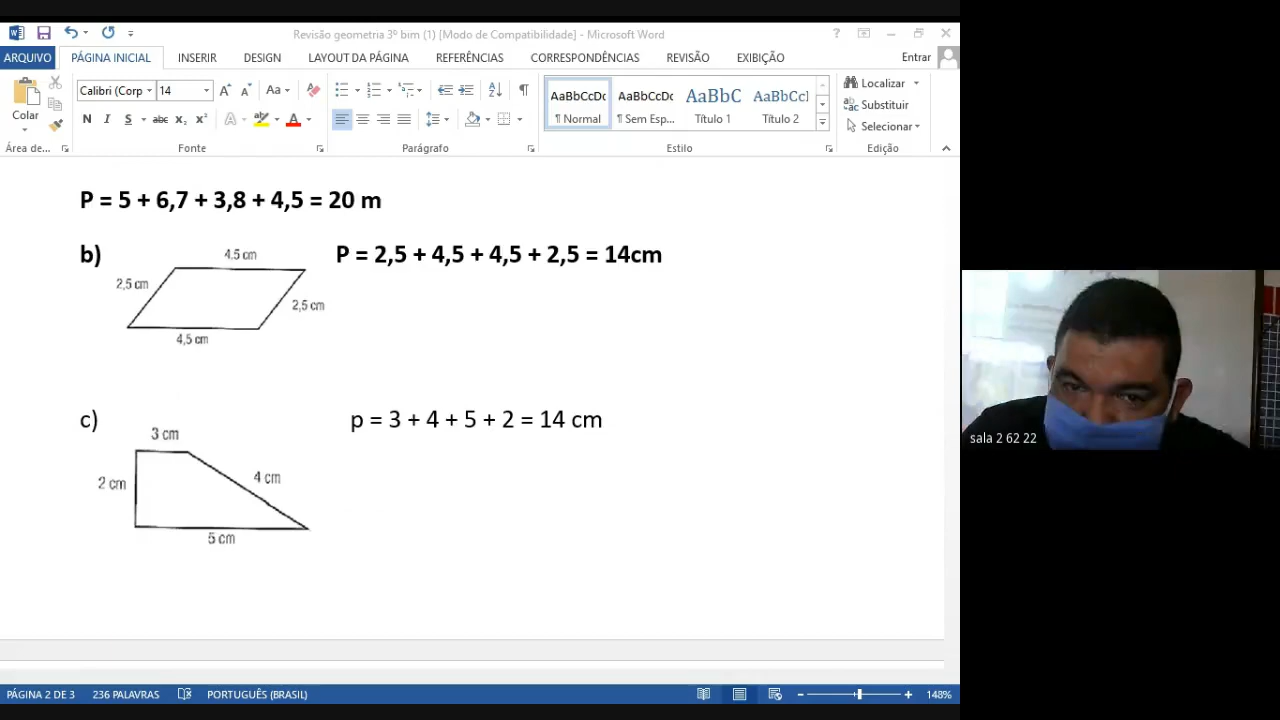 Revisão geometria 3º bim (1) [Modo de Compatibilidade] - Microsoft Word
?
ARQUIVO PÁGINA INICIAL INSERIR DESIGN LAYOUT DA PÁGINA REFERÊNCIAS CORRESPONDÊNCIAS REVISÃO EXIBIÇÃO Entrar
Calibri (Corp 14 Aa
Colar
N I S abc x₂ x² A A
AaBbCcDc AaBbCcDc AaBbC AaBbCcI
¶ Normal ¶ Sem Esp... Título 1 Título 2
Localizar
Substituir
Selecionar
Área de... Fonte Parágrafo Estilo Edição
P = 5 + 6,7 + 3,8 + 4,5 = 20 m
b) 4,5 cm P = 2,5 + 4,5 + 4,5 + 2,5 = 14cm
2,5 cm
2,5 cm
4,5 cm
c) p = 3 + 4 + 5 + 2 = 14 cm
3 cm
4 cm
2 cm
5 cm
sala 2 62 22
PÁGINA 2 DE 3 236 PALAVRAS PORTUGUÊS (BRASIL) 148%